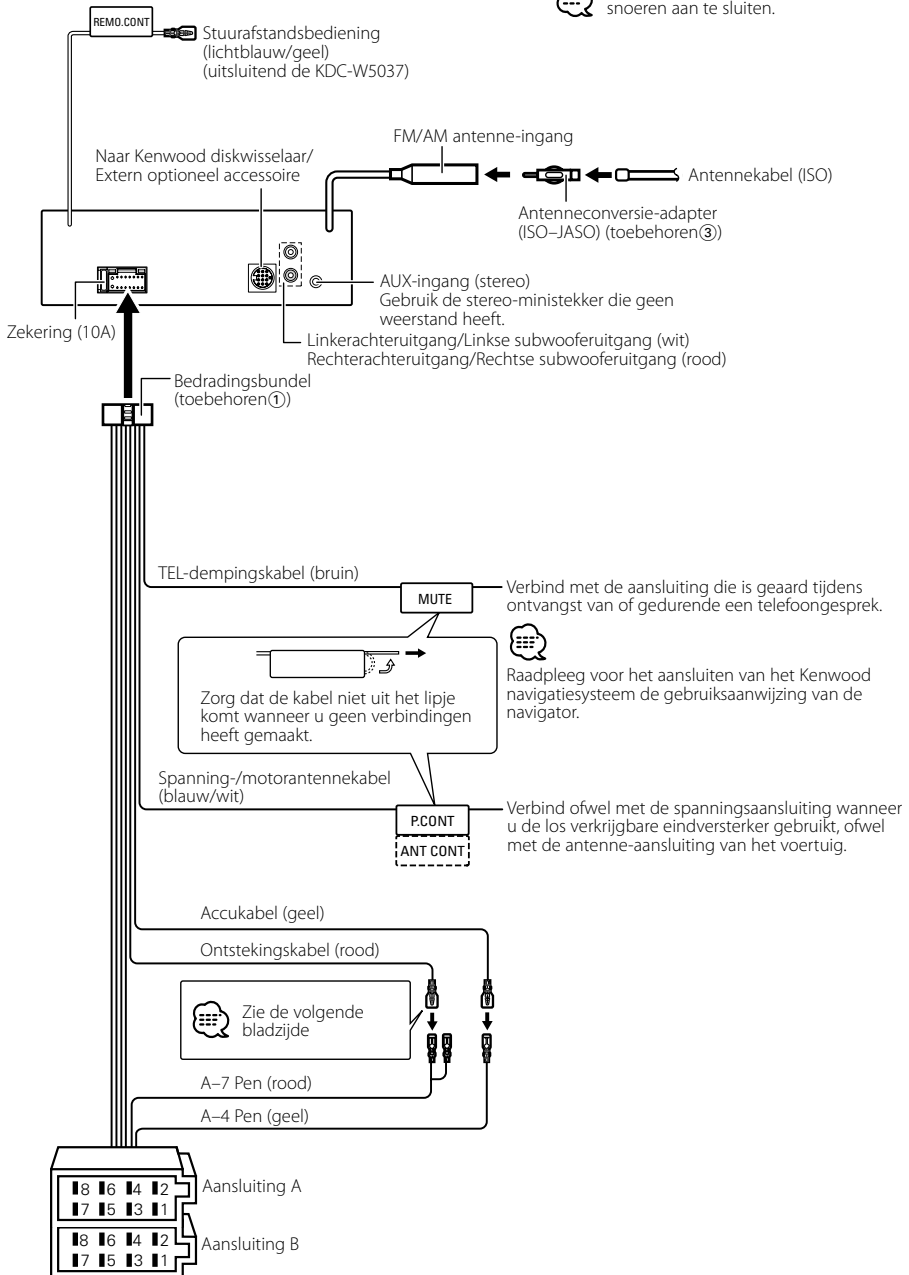 snoeren aan te sluiten.
REMO.CONT
Stuurafstandsbediening
(lichtblauw/geel)
(uitsluitend de KDC-W5037)
FM/AM antenne-ingang
Naar Kenwood diskwisselaar/
Extern optioneel accessoire
Antennekabel (ISO)
Antenneconversie-adapter
(ISO–JASO) (toebehoren③)
AUX-ingang (stereo)
Gebruik de stereo-ministekker die geen
weerstand heeft.
Zekering (10A)
Linkerachteruitgang/Linkse subwooferuitgang (wit)
Rechterachteruitgang/Rechtse subwooferuitgang (rood)
Bedradingsbundel
(toebehoren①)
TEL-dempingskabel (bruin)
MUTE
Verbind met de aansluiting die is geaard tijdens
ontvangst van of gedurende een telefoongesprek.
Raadpleeg voor het aansluiten van het Kenwood
navigatiesysteem de gebruiksaanwijzing van de
navigator.
Zorg dat de kabel niet uit het lipje
komt wanneer u geen verbindingen
heeft gemaakt.
Spanning-/motorantennekabel
(blauw/wit)
P.CONT
ANT CONT
Verbind ofwel met de spanningsaansluiting wanneer
u de los verkrijgbare eindversterker gebruikt, ofwel
met de antenne-aansluiting van het voertuig.
Accukabel (geel)
Ontstekingskabel (rood)
Zie de volgende
bladzijde
A–7 Pen (rood)
A–4 Pen (geel)
8 6 4 2
7 5 3 1
Aansluiting A
8 6 4 2
7 5 3 1
Aansluiting B